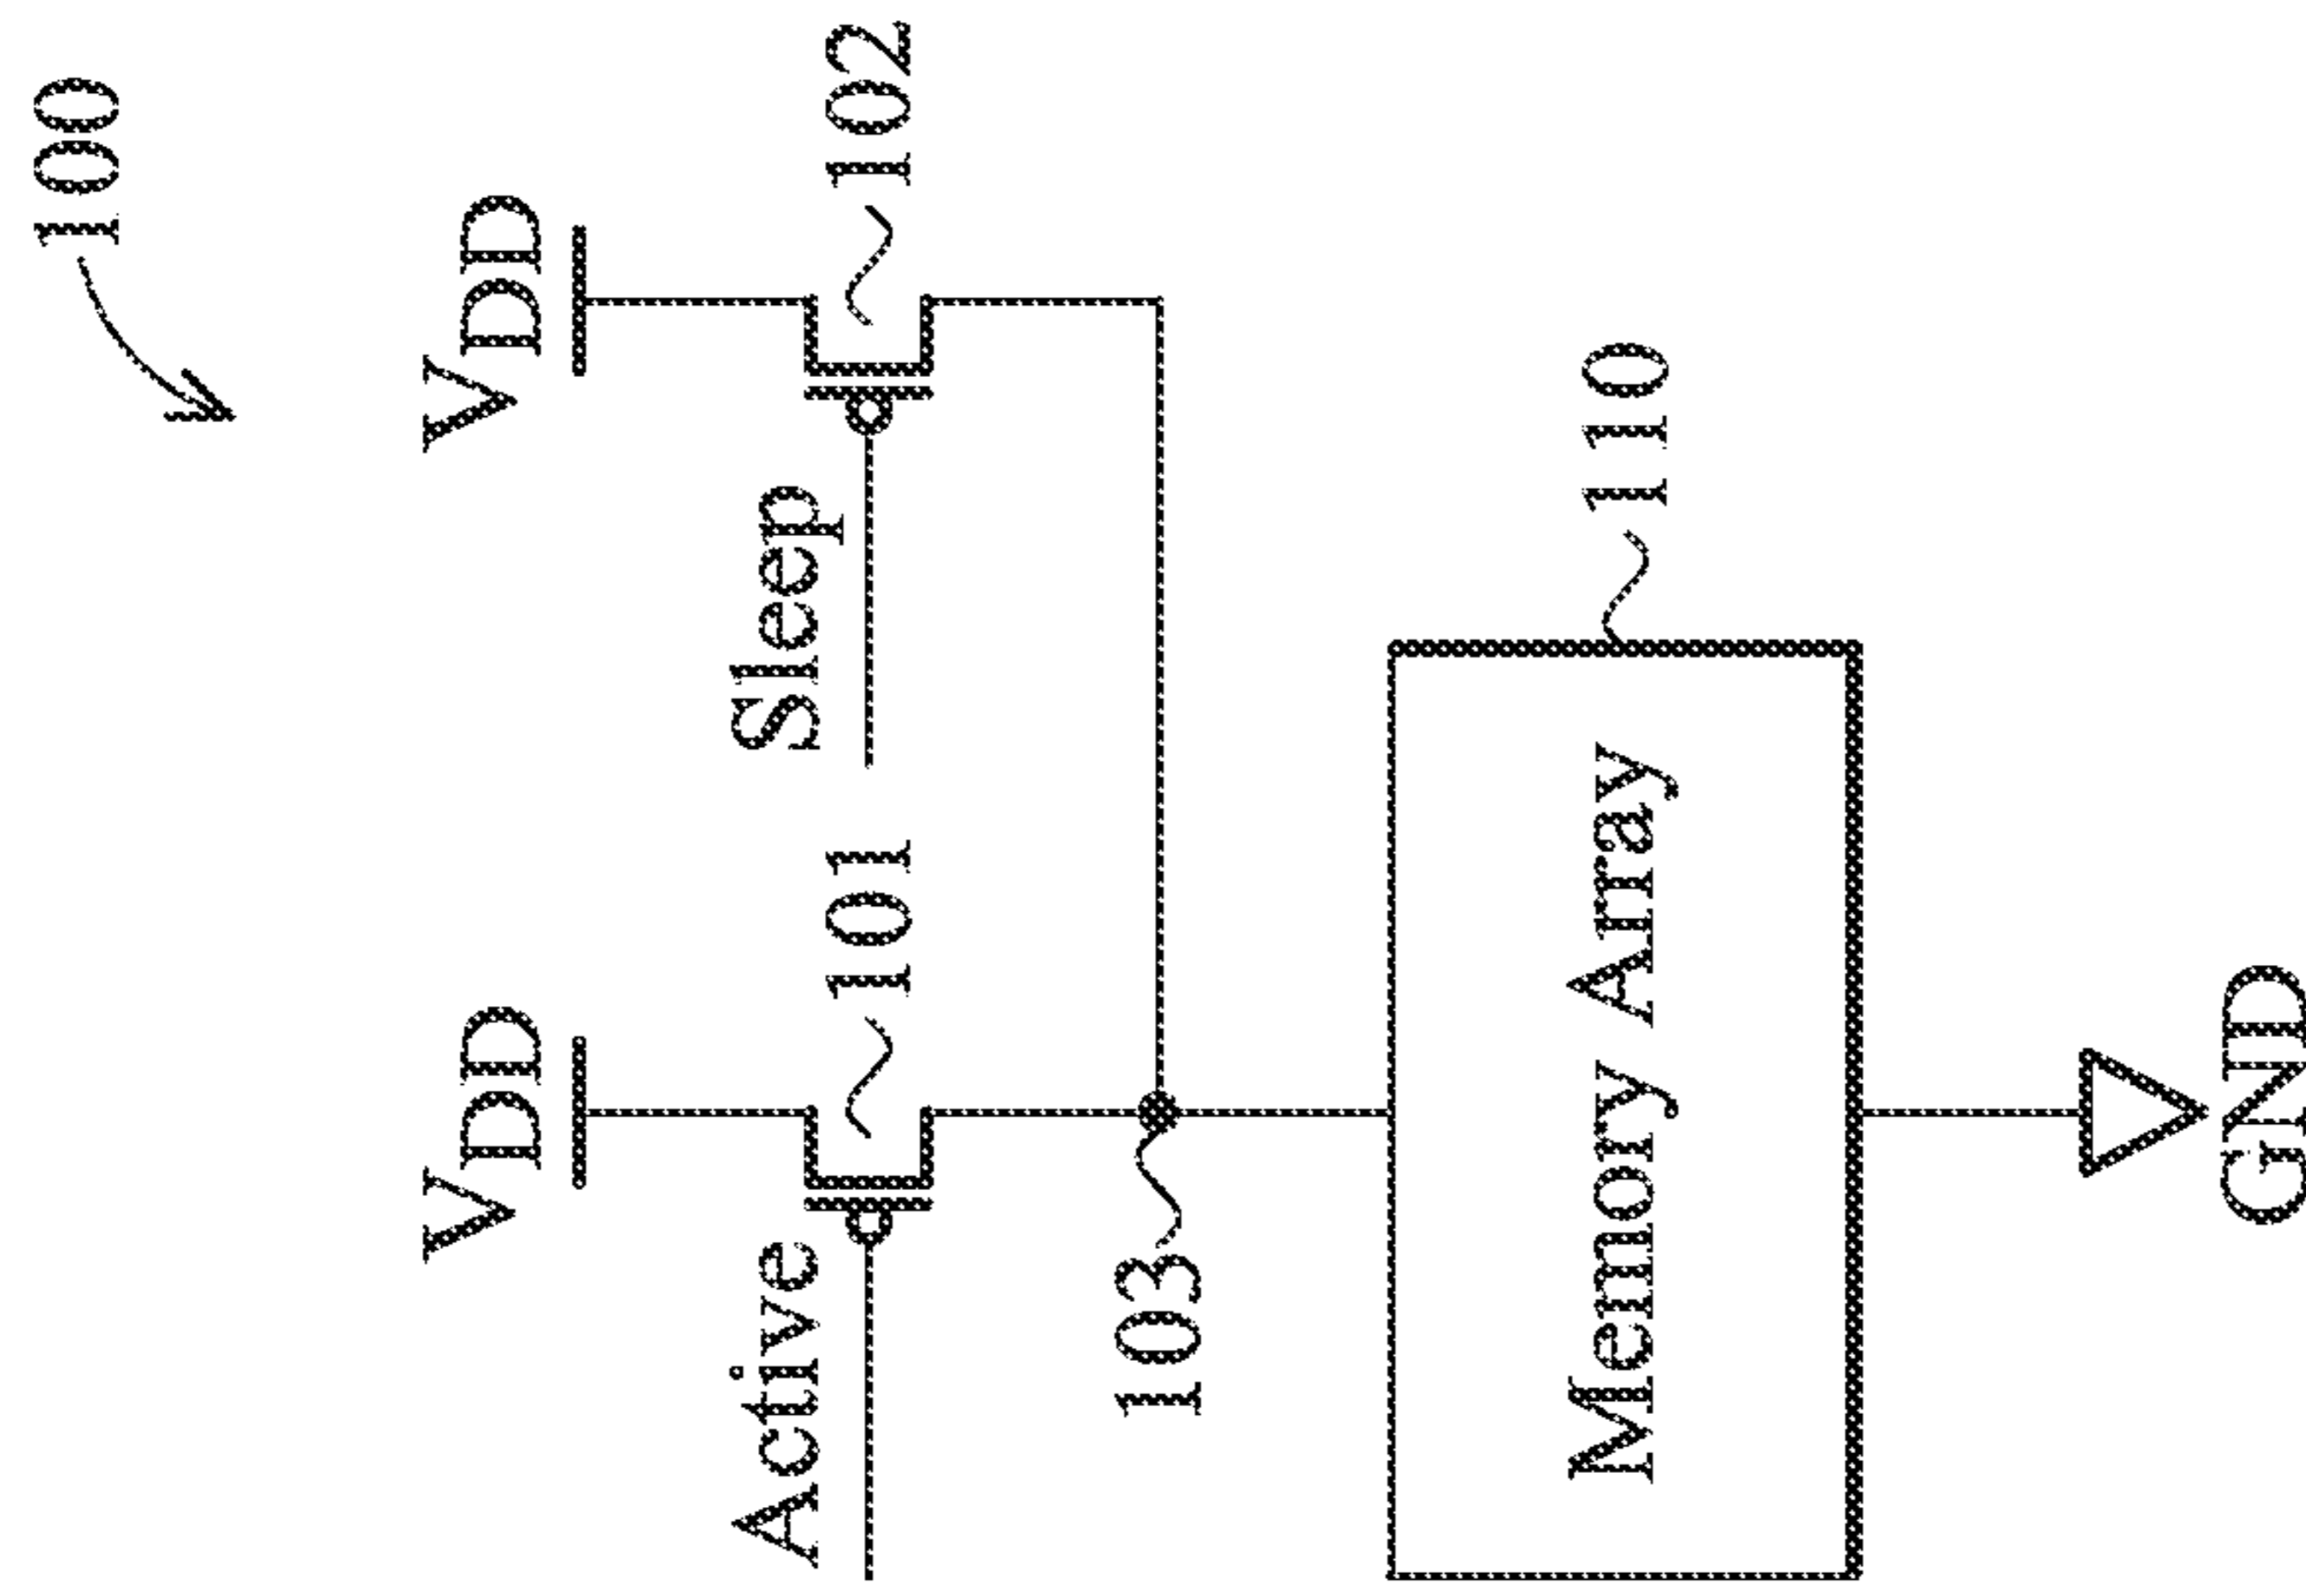 100
VDD
VDD
Active
101
Sleep
102
103
Memory Array
110
GND